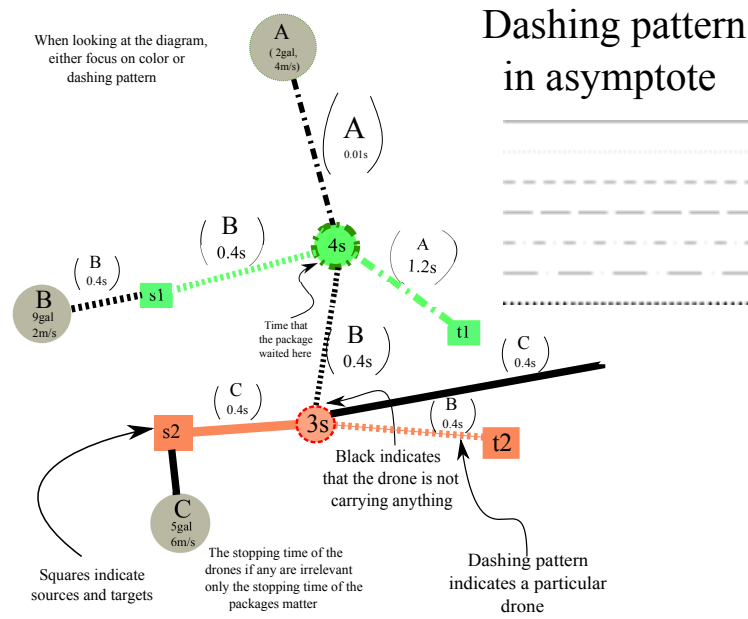 Dashing pattern
in asymptote
When looking at the diagram,
either focus on color or
dashing pattern
A
( 2gal,
4m/s)
A
0.01s
B
0.4s
4s
A
1.2s
B
0.4s
s1
B
9gal
2m/s
Time that
the package
waited here
t1
B
0.4s
C
0.4s
C
0.4s
B
0.4s
s2
3s
t2
Black indicates
that the drone is not
carrying anything
C
5gal
6m/s
Squares indicate
sources and targets
The stopping time of the
drones if any are irrelevant
only the stopping time of the
packages matter
Dashing pattern
indicates a particular
drone